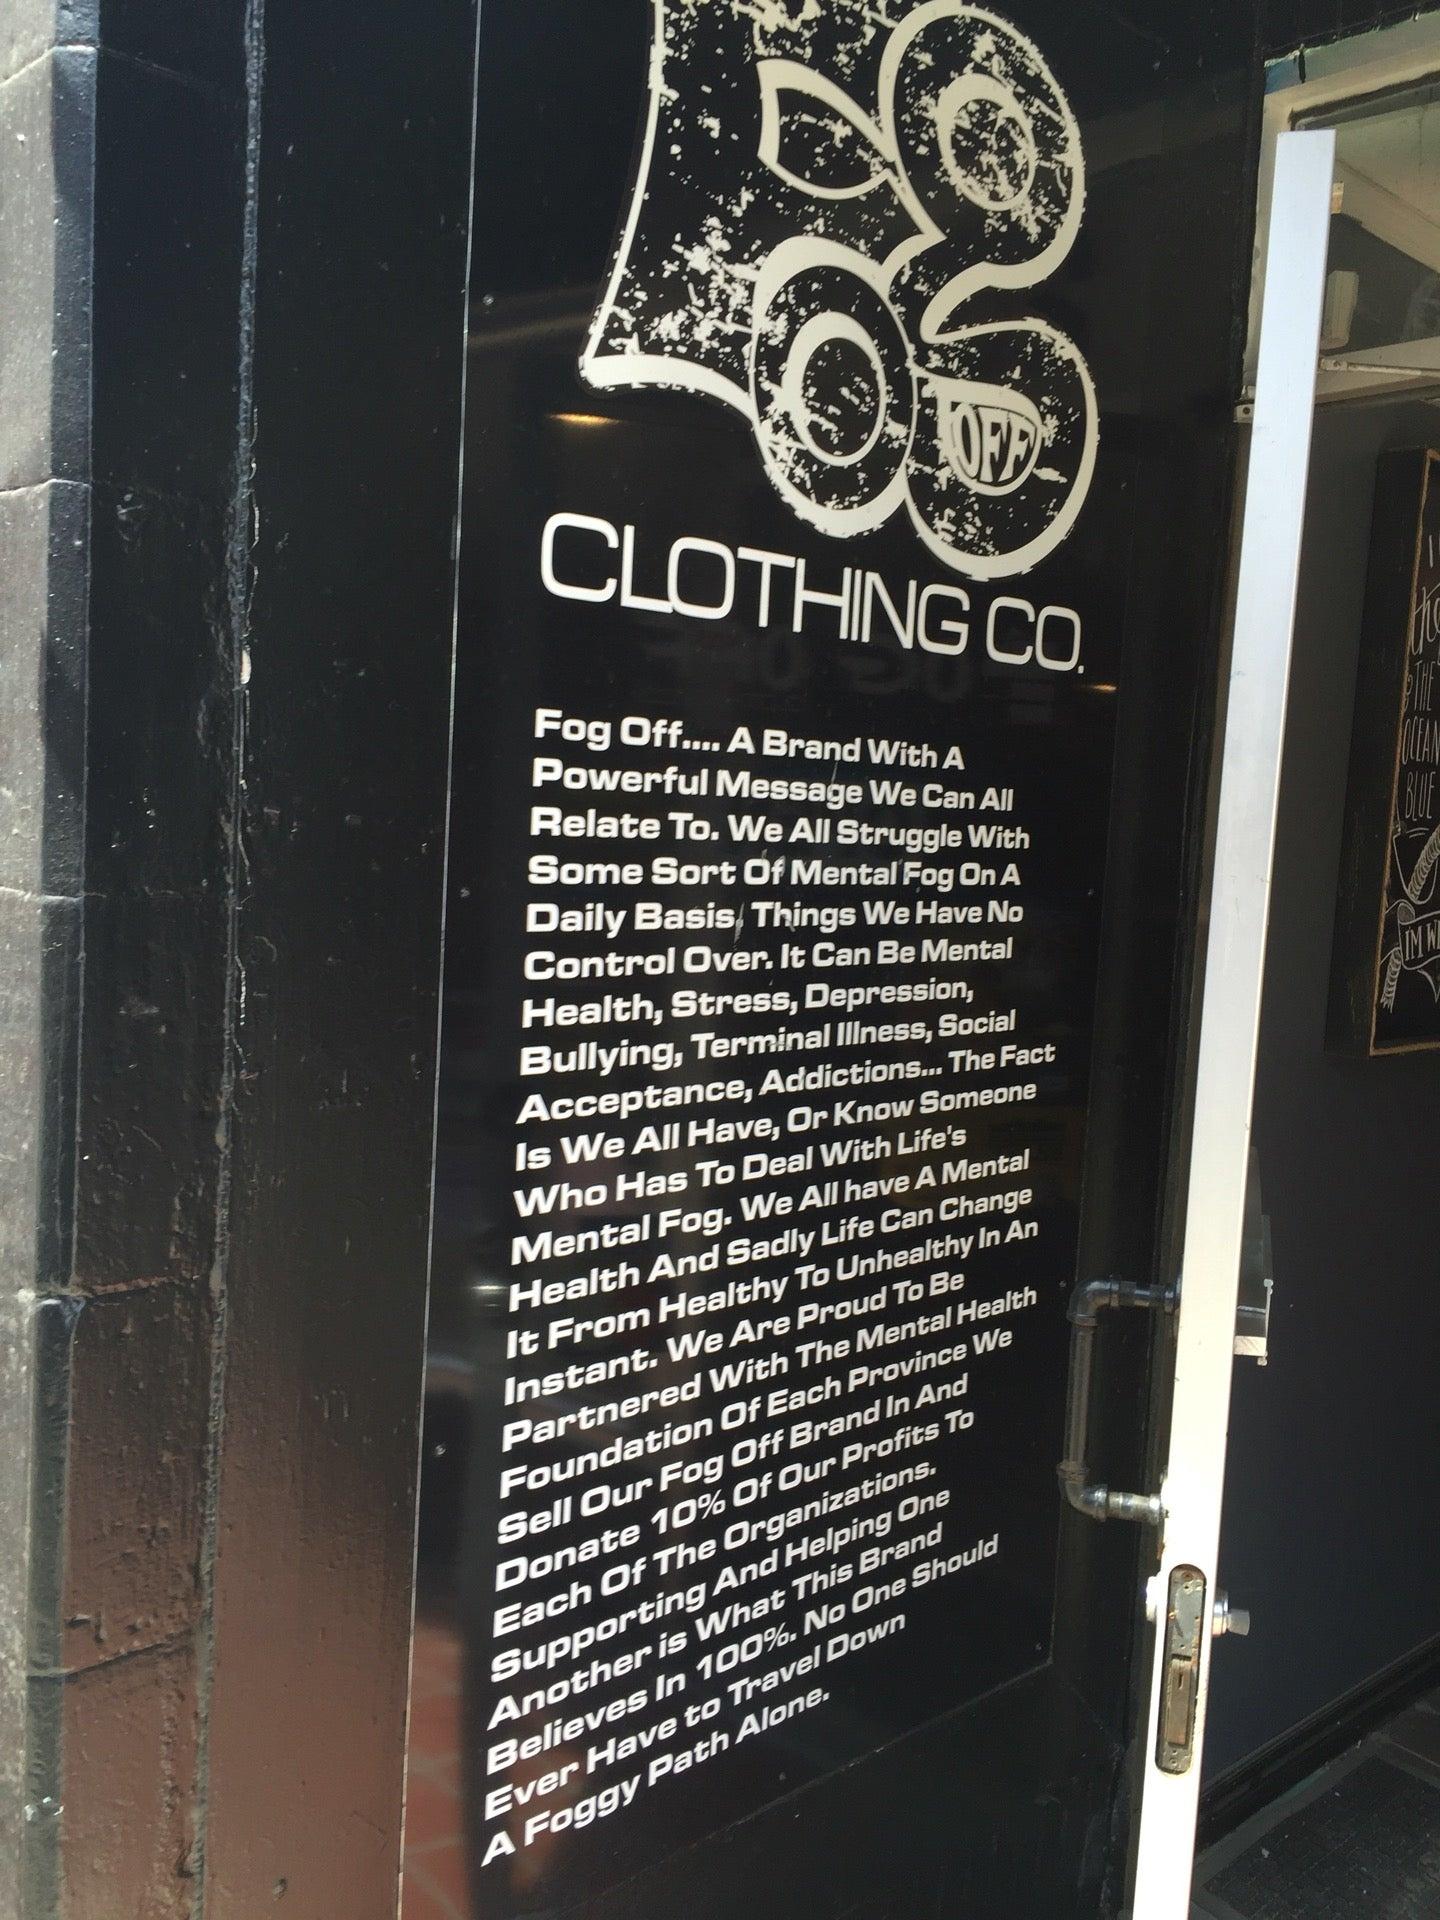 OFF
CLOTHING CO.
Fog Off.... A Brand With A
Powerful Message We Can All
Relate To. We All Struggle With
Some Sort Of Mental Fog On A
Daily Basis, Things We Have No
Control Over. It Can Be Mental
Health, Stress, Depression,
Bullying, Terminal Illness, Social
Acceptance, Addictions... The Fact
Is We All Have, Or Know Someone
Who Has To Deal With Life's
Mental Fog. We All have A Mental
Health And Sadly Life Can Change
It From Healthy To Unhealthy In An
Instant. We Are Proud To Be
Partnered With The Mental Health
Foundation Of Each Province We
Sell Our Fog Off Brand In And
Donate 10% Of Our Profits To
Each Of The Organizations.
Supporting And Helping One
Another is What This Brand
Believes In 100%. No One Should
Ever Have to Travel Down
A Foggy Path Alone.
THE
OCEAN
BLUE